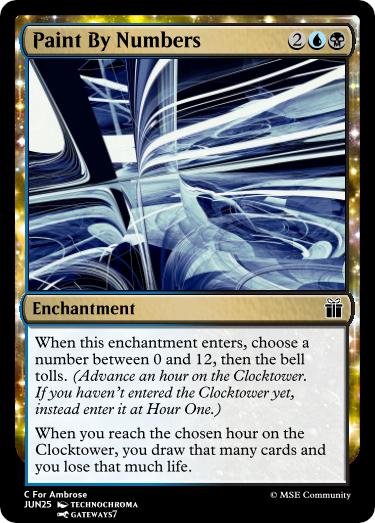 Paint By Numbers 2
Enchantment
When this enchantment enters, choose a
number between 0 and 12, then the bell
tolls. (Advance an hour on the Clocktower.
If you haven't entered the Clocktower yet,
instead enter it at Hour One.)
When you reach the chosen hour on the
Clocktower, you draw that many cards and
you lose that much life.
C For Ambrose
JUN25 TECHNOCHROMA
GATEWAYS7
© MSE Community